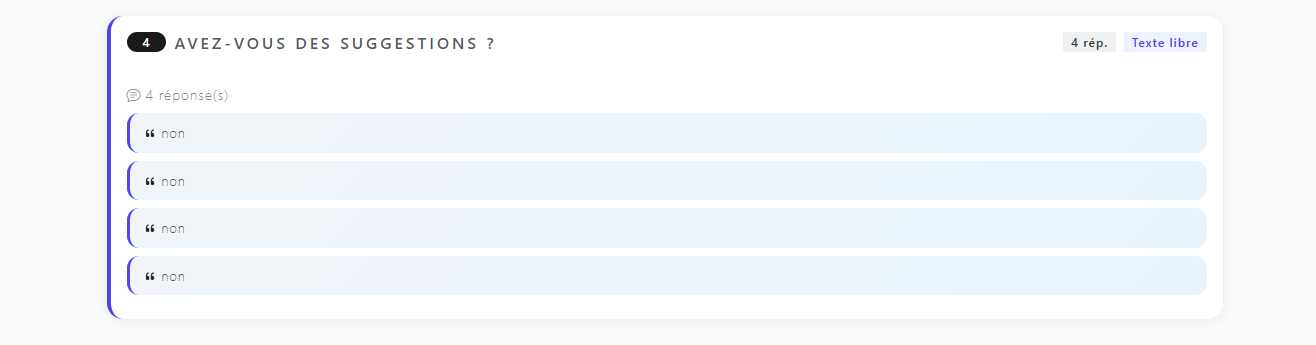 4 AVEZ-VOUS DES SUGGESTIONS ? 4 rép. Texte libre
4 réponse(s)
❝ non
❝ non
❝ non
❝ non